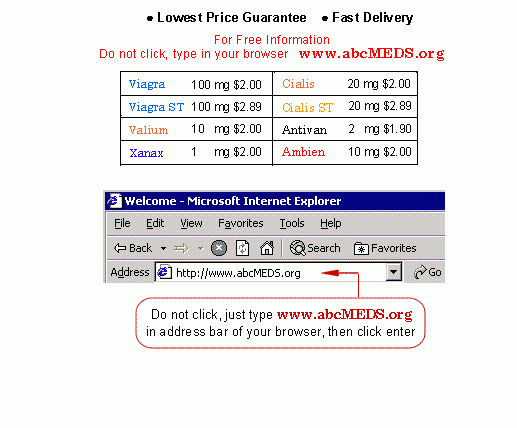 ● Lowest Price Guarantee ● Fast Delivery
For Free Information
Do not click, type in your browser www.abcMEDS.org
Viagra 100 mg $2.00 Cialis 20 mg $2.00
Viagra ST 100 mg $2.89 Cialis ST 20 mg $2.89
Valium 10 mg $2.00 Antivan 2 mg $1.90
Xanax 1 mg $2.00 Ambien 10 mg $2.00
Welcome - Microsoft Internet Explorer
File Edit View Favorites Tools Help
Back Search Favorites
Address http://www.abcMEDS.org Go
Do not click, just type www.abcMEDS.org
in address bar of your browser, then click enter